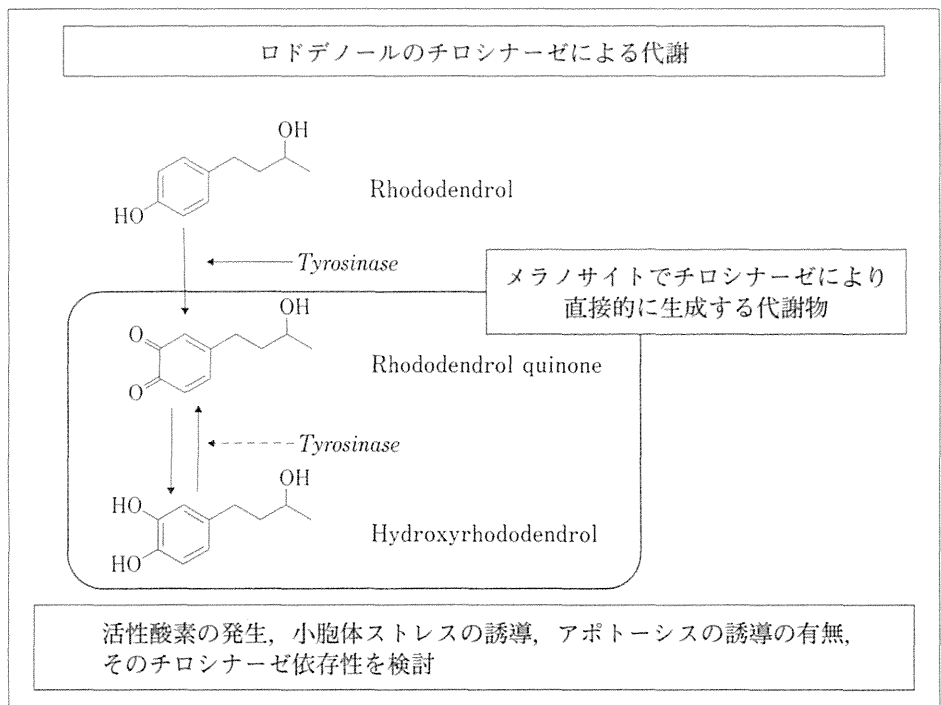 ロドデノールのチロシナーゼによる代謝
OH
HO
Rhododendrol
Tyrosinase
メラノサイトでチロシナーゼにより
直接的に生成する代謝物
OH
O
O
Rhododendrol quinone
Tyrosinase
OH
HO
HO
Hydroxyrhododendrol
活性酸素の発生，小胞体ストレスの誘導，アポトーシスの誘導の有無，
そのチロシナーゼ依存性を検討